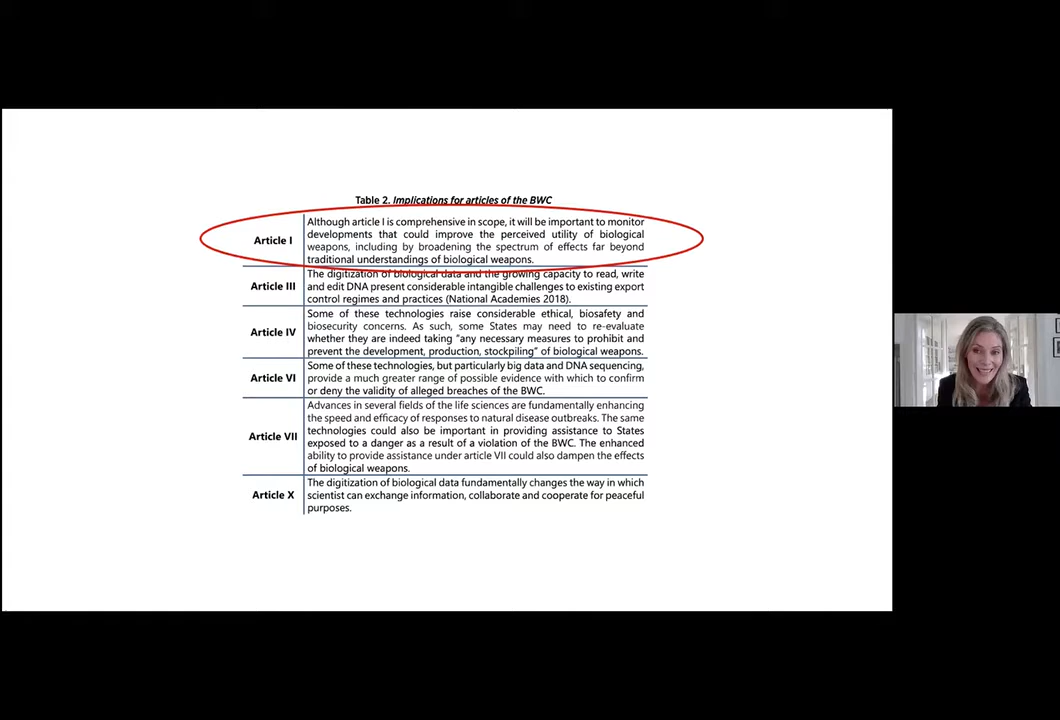 Table 2. Implications for articles of the BWC
Article I
Although article I is comprehensive in scope, it will be important to monitor
developments that could improve the perceived utility of biological
weapons, including by broadening the spectrum of effects far beyond
traditional understandings of biological weapons.
Article III
The digitization of biological data and the growing capacity to read, write
and edit DNA present considerable intangible challenges to existing export
control regimes and practices (National Academies 2018).
Article IV
Some of these technologies raise considerable ethical, biosafety and
biosecurity concerns. As such, some States may need to re-evaluate
whether they are indeed taking "any necessary measures to prohibit and
prevent the development, production, stockpiling" of biological weapons.
Article VI
Some of these technologies, but particularly big data and DNA sequencing,
provide a much greater range of possible evidence with which to confirm
or deny the validity of alleged breaches of the BWC.
Article VII
Advances in several fields of the life sciences are fundamentally enhancing
the speed and efficacy of responses to natural disease outbreaks. The same
technologies could also be important in providing assistance to States
exposed to a danger as a result of a violation of the BWC. The enhanced
ability to provide assistance under article VII could also dampen the effects
of biological weapons.
Article X
The digitization of biological data fundamentally changes the way in which
scientist can exchange information, collaborate and cooperate for peaceful
purposes.